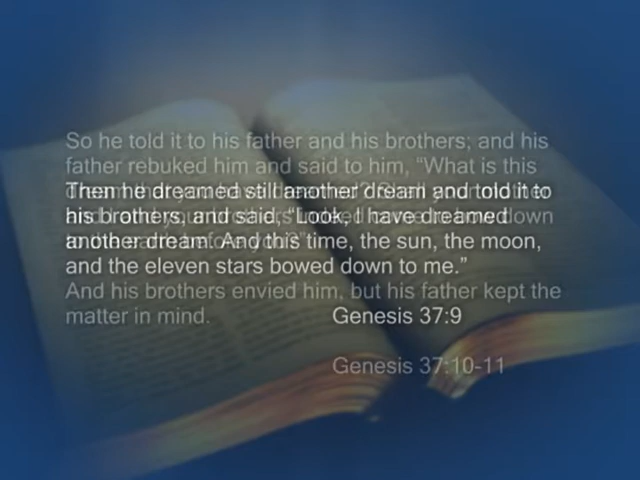 So he told it to his father and his brothers; and his
father rebuked him and said to him, “What is this
Then he dreamed still another dream and told it to
his brothers, and said, “Look, I have dreamed
down
another dream. And this time, the sun, the moon,
and the eleven stars bowed down to me.”
And his brothers envied him, but his father kept the
matter in mind.
Genesis 37:9
Genesis 37:10-11